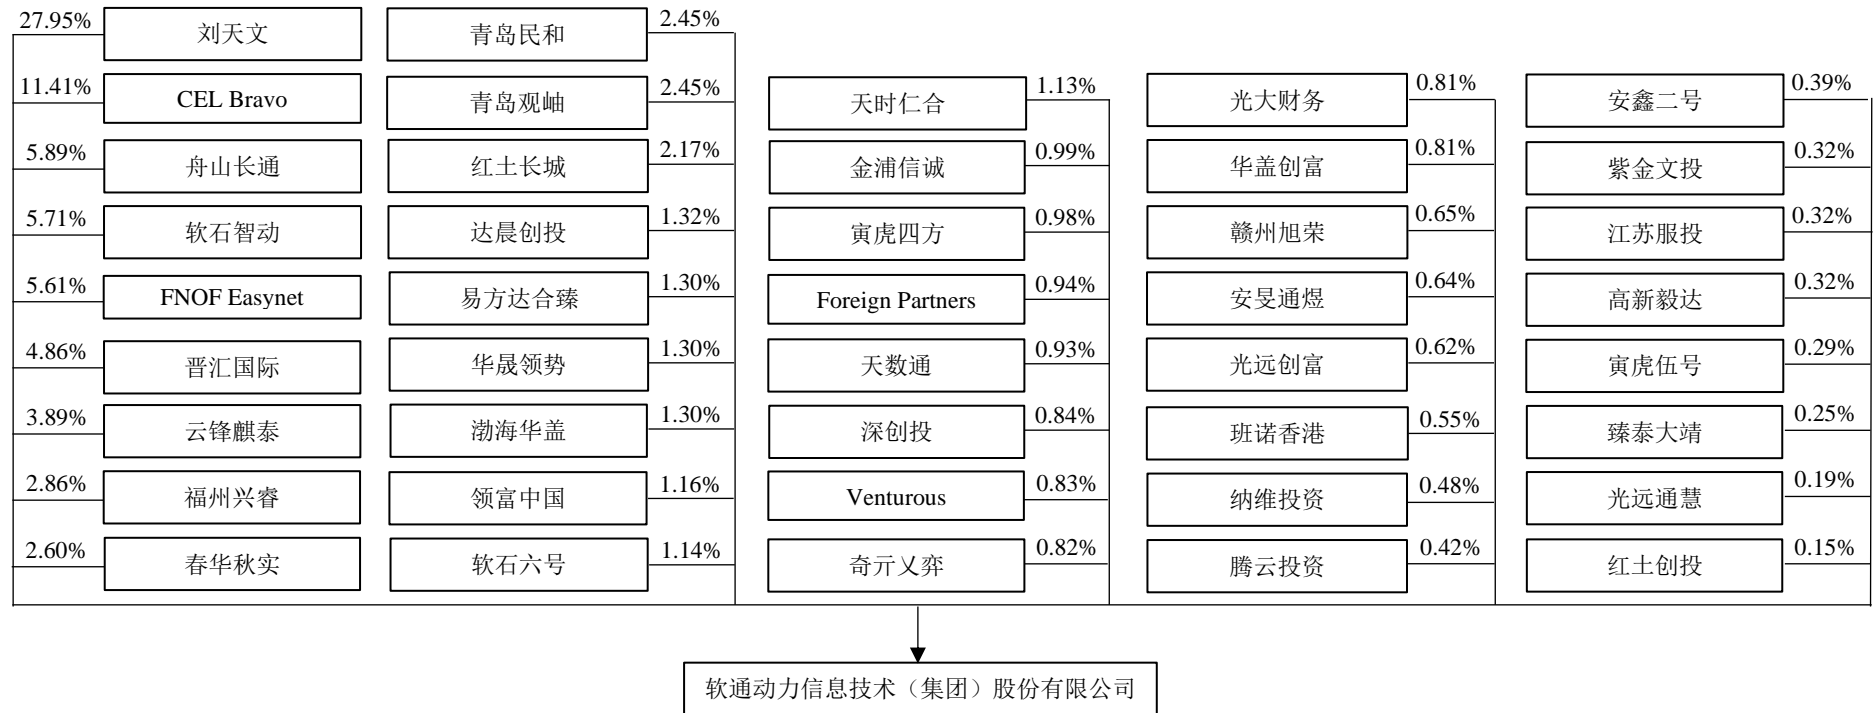 27.95%
刘天文
11.41%
CEL Bravo
5.89%
舟山长通
5.71%
软石智动
5.61%
FNOF Easynet
4.86%
晋汇国际
3.89%
云锋麒泰
2.86%
福州兴睿
2.60%
春华秋实
青岛民和
2.45%
青岛观岫
2.45%
红土长城
2.17%
达晨创投
1.32%
易方达合臻
1.30%
华晟领势
1.30%
渤海华盖
1.30%
领富中国
1.16%
软石六号
1.14%
天时仁合
1.13%
金浦信诚
0.99%
寅虎四方
0.98%
Foreign Partners
0.94%
天数通
0.93%
深创投
0.84%
Venturous
0.83%
奇亓乂弈
0.82%
光大财务
0.81%
华盖创富
0.81%
赣州旭荣
0.65%
安旻通煜
0.64%
光远创富
0.62%
班诺香港
0.55%
纳维投资
0.48%
腾云投资
0.42%
安鑫二号
0.39%
紫金文投
0.32%
江苏服投
0.32%
高新毅达
0.32%
寅虎伍号
0.29%
臻泰大靖
0.25%
光远通慧
0.19%
红土创投
0.15%
软通动力信息技术（集团）股份有限公司